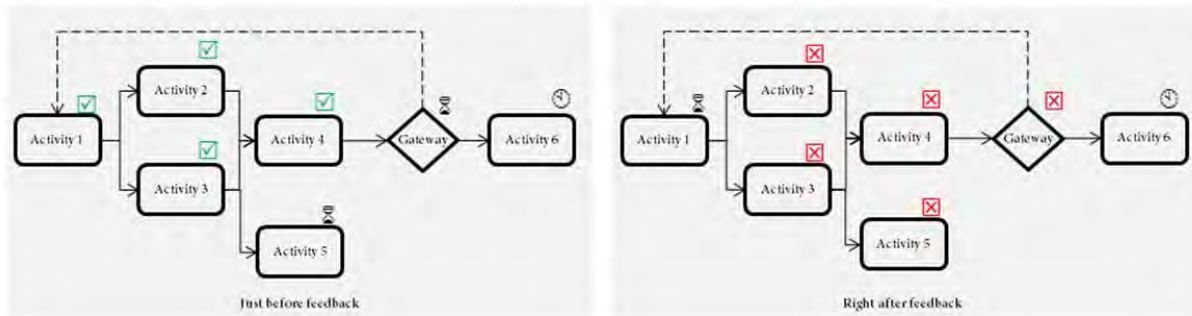 Activity 1
Activity 2
Activity 3
Activity 4
Activity 5
Gateway
Activity 6
Just before feedback
Activity 1
Activity 2
Activity 3
Activity 4
Activity 5
Gateway
Activity 6
Right after feedback